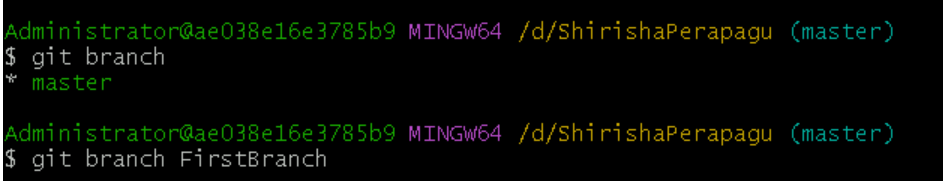 Administrator@ae038e16e3785b9 MINGW64 /d/ShirishaPerapagu (master)
$ git branch
* master
Administrator@ae038e16e3785b9 MINGW64 /d/ShirishaPerapagu (master)
$ git branch FirstBranch